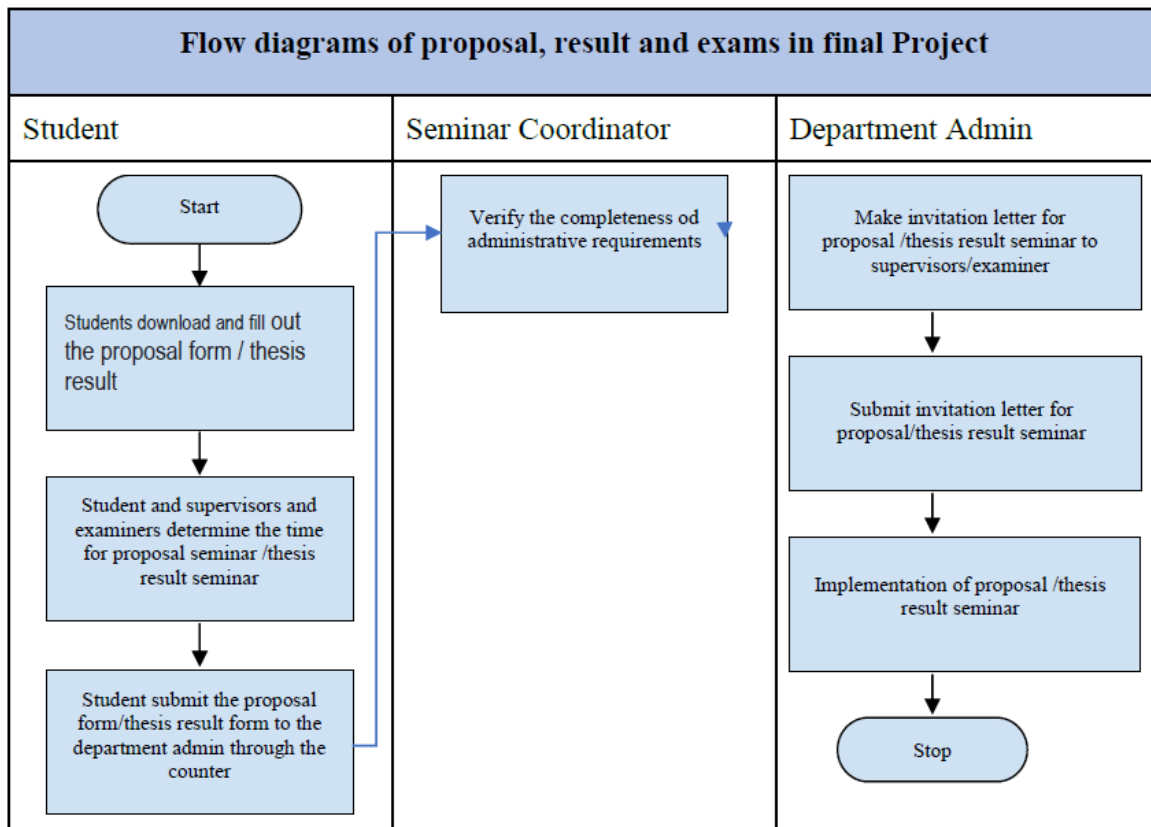 Flow diagrams of proposal, result and exams in final Project
Student
Seminar Coordinator
Department Admin
Start
Students download and fill out
the proposal form / thesis
result
Student and supervisors and
examiners determine the time
for proposal seminar /thesis
result seminar
Student submit the proposal
form/thesis result form to the
department admin through the
counter
Verify the completeness od
administrative requirements
Make invitation letter for
proposal /thesis result seminar to
supervisors/examiner
Submit invitation letter for
proposal/thesis result seminar
Implementation of proposal /thesis
result seminar
Stop